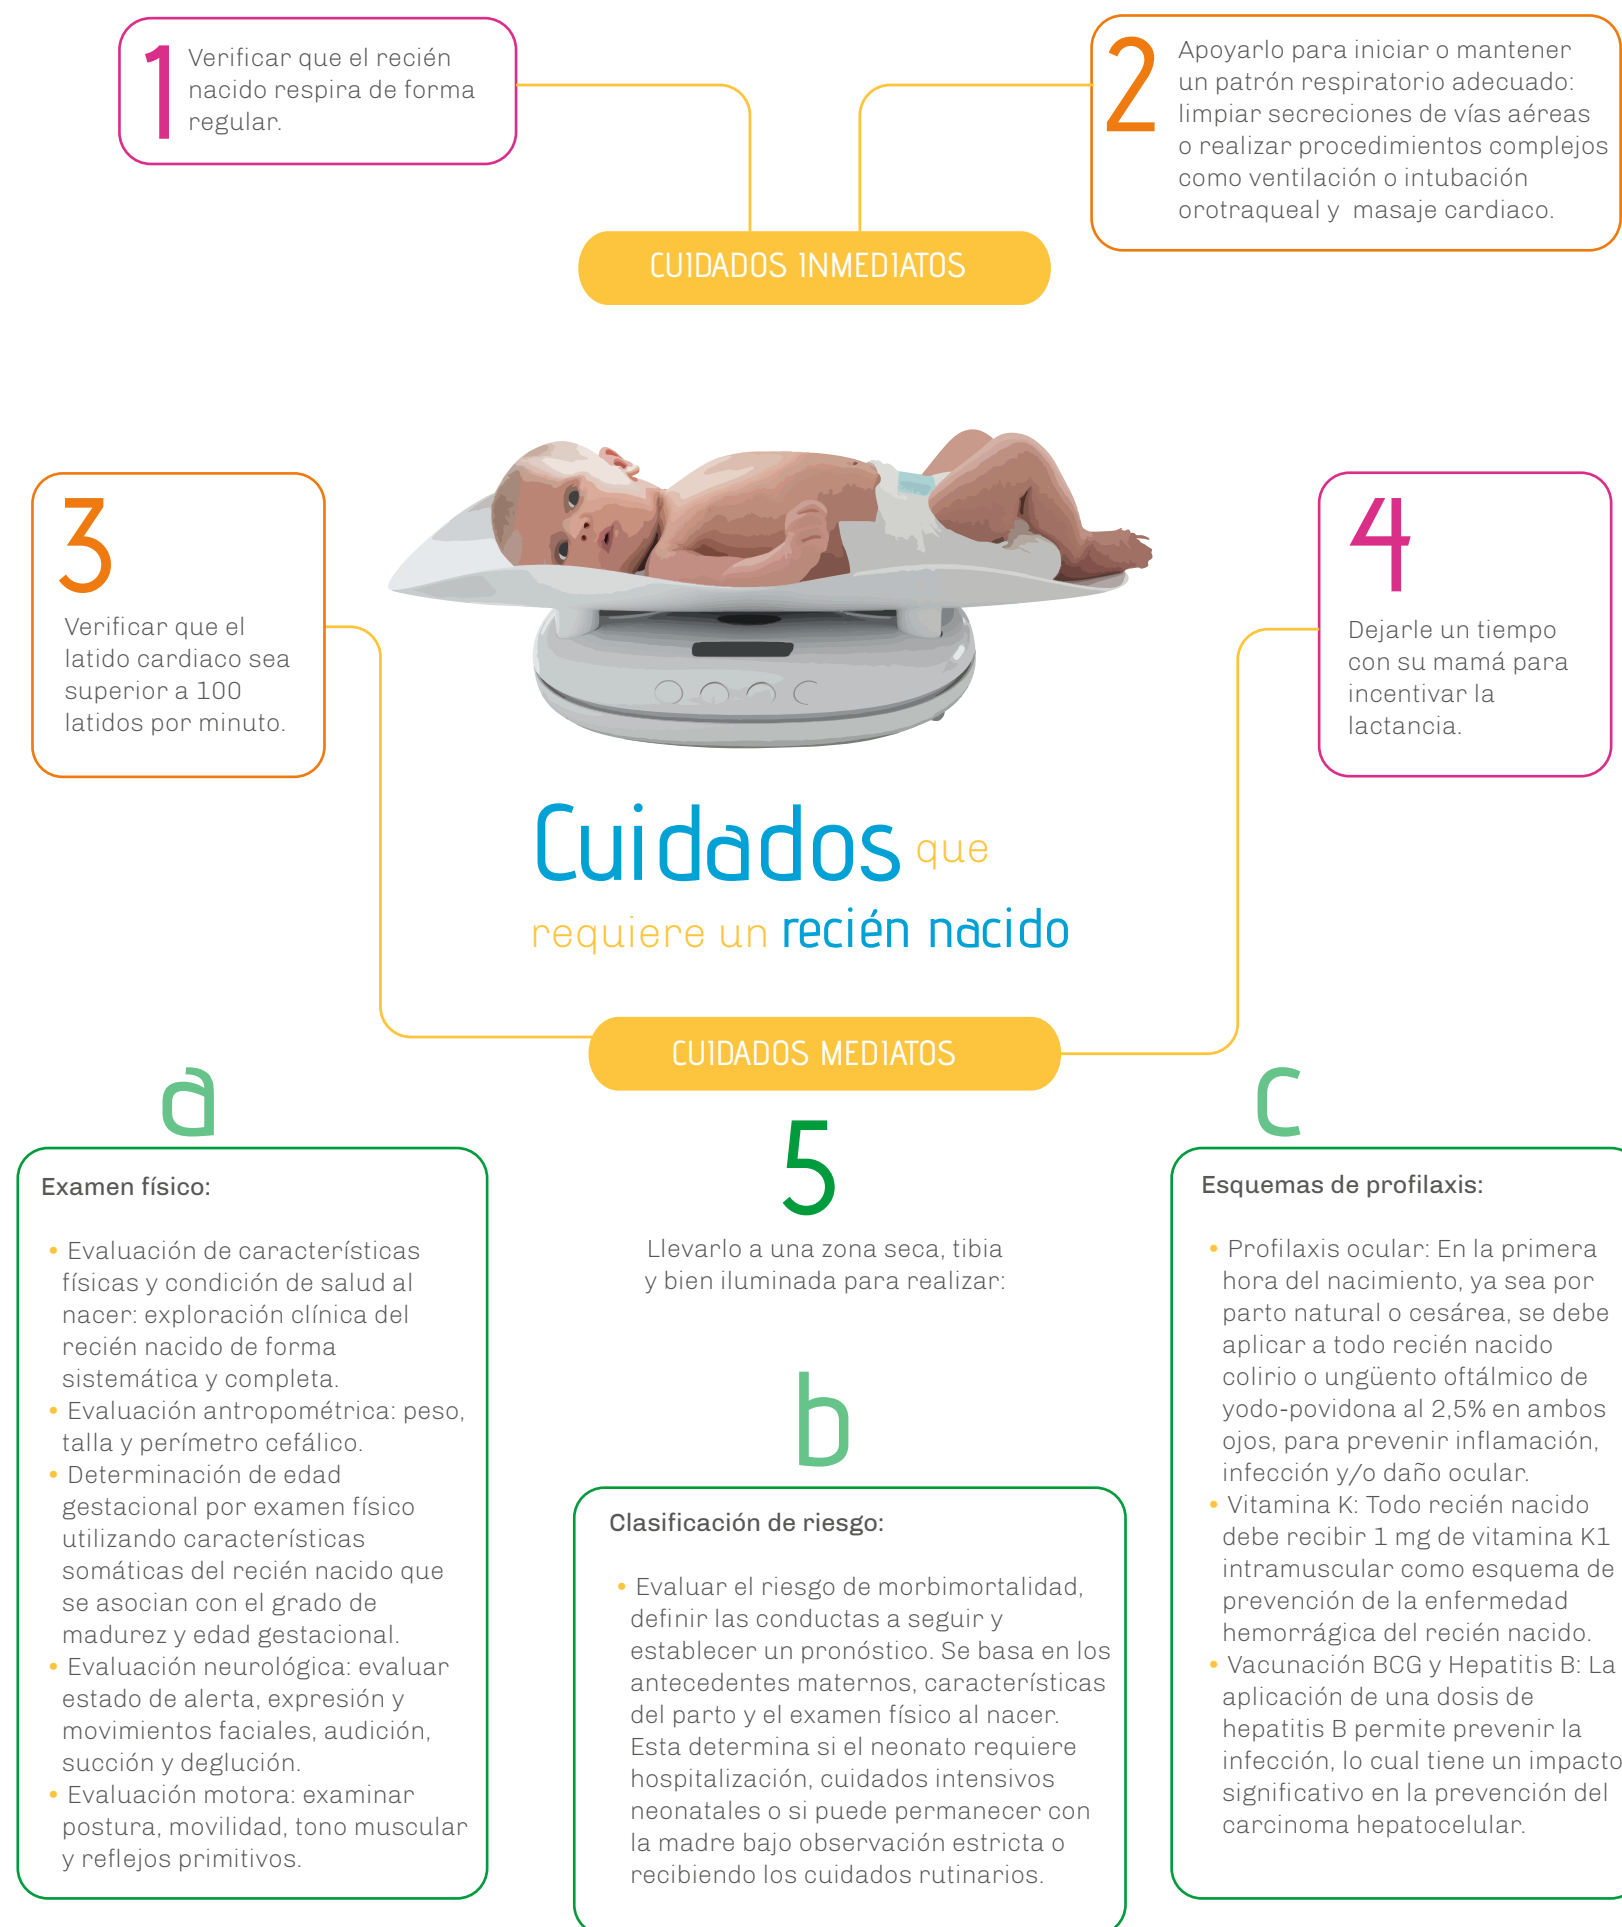 1
Verificar que el recién
nacido respira de forma
regular.
2
Apoyarlo para iniciar o mantener
un patrón respiratorio adecuado:
limpiar secreciones de vías aéreas
o realizar procedimientos complejos
como ventilación o intubación
orotraqueal y masaje cardiaco.
CUIDADOS INMEDIATOS
3
Verificar que el
latido cardiaco sea
superior a 100
latidos por minuto.
4
Dejarle un tiempo
con su mamá para
incentivar la
lactancia.
Cuidados que
requiere un recién nacido
CUIDADOS MEDIATOS
5
Llevarlo a una zona seca, tibia
y bien iluminada para realizar:
a
Examen físico:
• Evaluación de características
físicas y condición de salud al
nacer: exploración clínica del
recién nacido de forma
sistemática y completa.
• Evaluación antropométrica: peso,
talla y perímetro cefálico.
• Determinación de edad
gestacional por examen físico
utilizando características
somáticas del recién nacido que
se asocian con el grado de
madurez y edad gestacional.
• Evaluación neurológica: evaluar
estado de alerta, expresión y
movimientos faciales, audición,
succión y deglución.
• Evaluación motora: examinar
postura, movilidad, tono muscular
y reflejos primitivos.
b
Clasificación de riesgo:
• Evaluar el riesgo de morbimortalidad,
definir las conductas a seguir y
establecer un pronóstico. Se basa en los
antecedentes maternos, características
del parto y el examen físico al nacer.
Esta determina si el neonato requiere
hospitalización, cuidados intensivos
neonatales o si puede permanecer con
la madre bajo observación estricta o
recibiendo los cuidados rutinarios.
c
Esquemas de profilaxis:
• Profilaxis ocular: En la primera
hora del nacimiento, ya sea por
parto natural o cesárea, se debe
aplicar a todo recién nacido
colirio o ungüento oftálmico de
yodo-povidona al 2,5% en ambos
ojos, para prevenir inflamación,
infección y/o daño ocular.
• Vitamina K: Todo recién nacido
debe recibir 1 mg de vitamina K1
intramuscular como esquema de
prevención de la enfermedad
hemorrágica del recién nacido.
• Vacunación BCG y Hepatitis B: La
aplicación de una dosis de
hepatitis B permite prevenir la
infección, lo cual tiene un impacto
significativo en la prevención del
carcinoma hepatocelular.